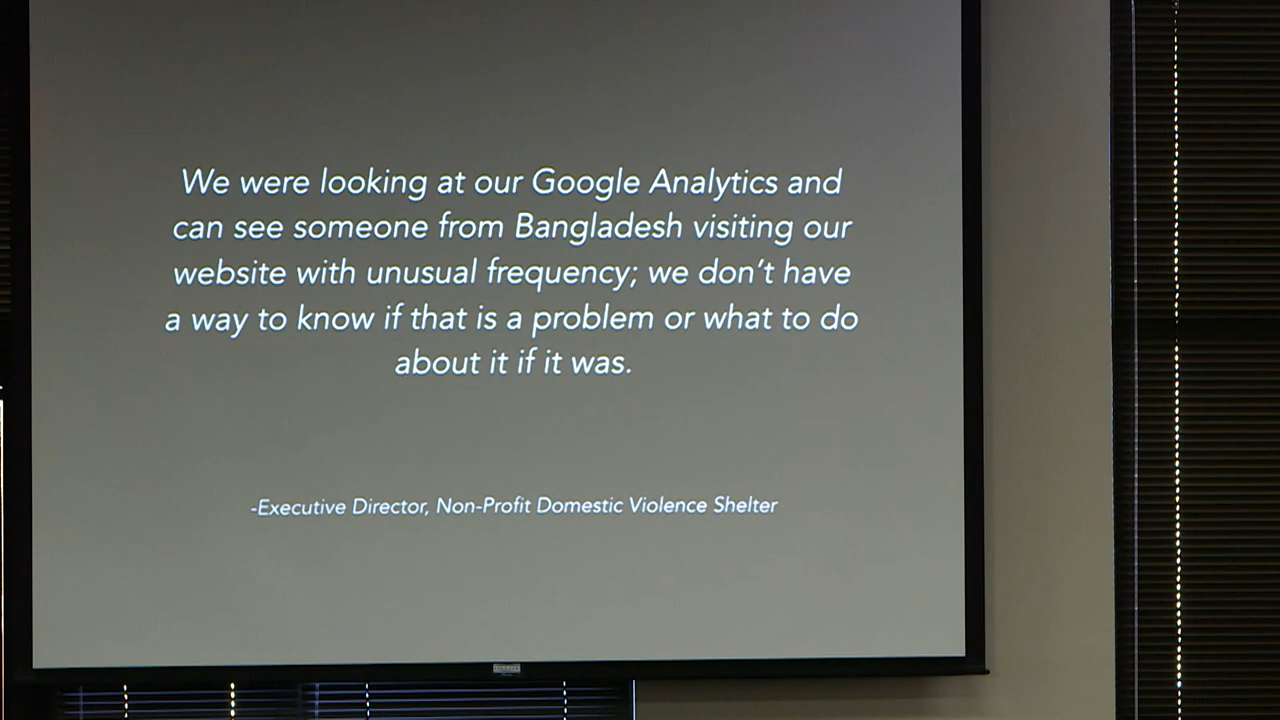 We were looking at our Google Analytics and
can see someone from Bangladesh visiting our
website with unusual frequency; we don't have
a way to know if that is a problem or what to do
about it if it was.
-Executive Director, Non-Profit Domestic Violence Shelter